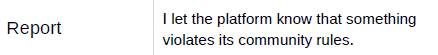 Report
I let the platform know that something
violates its community rules.